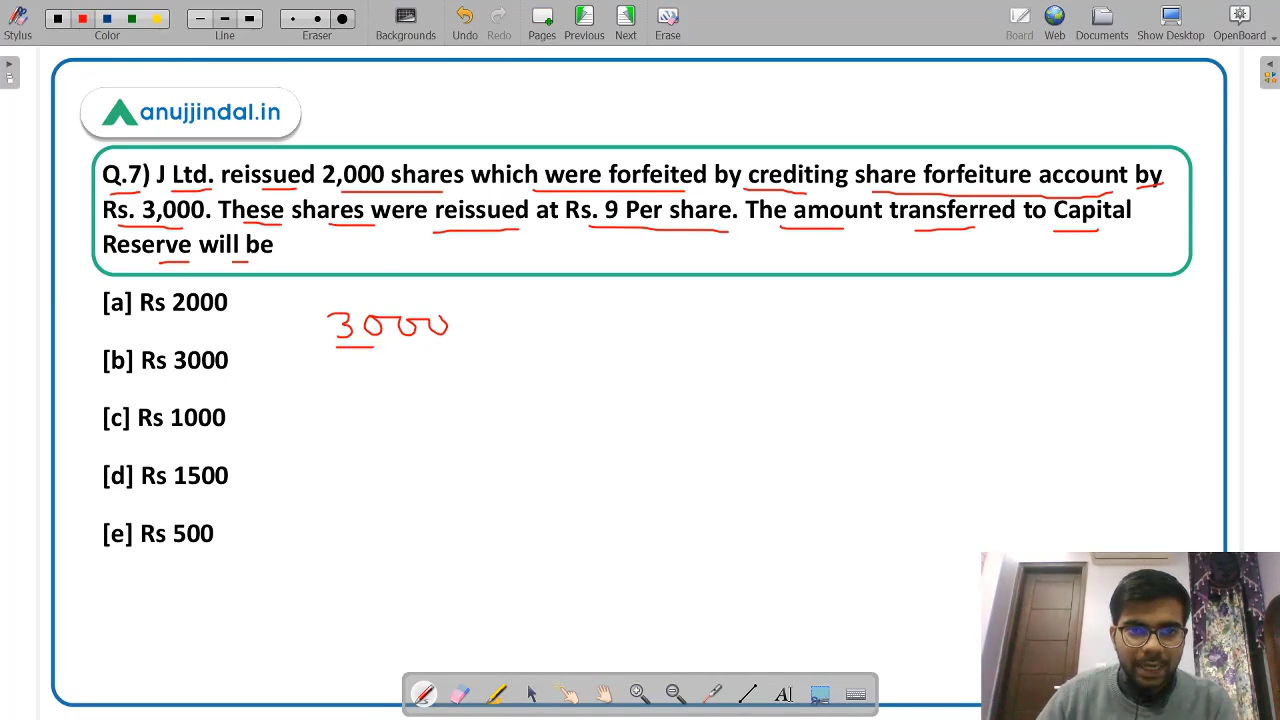 Stylus
Color
Line
Eraser
Backgrounds
Undo
Redo
Pages
Previous
Next
Erase
Board
Web
Documents
Show Desktop
OpenBoard
anujjindal.in
Q.7) J Ltd. reissued 2,000 shares which were forfeited by crediting share forfeiture account by
Rs. 3,000. These shares were reissued at Rs. 9 Per share. The amount transferred to Capital
Reserve will be
[a] Rs 2000
3000
[b] Rs 3000
[c] Rs 1000
[d] Rs 1500
[e] Rs 500